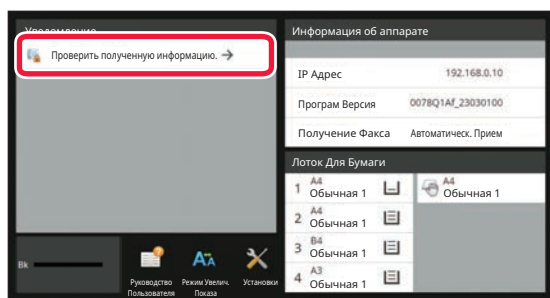 Уведомление
Проверить полученную информацию. →
Bk
Руководство
Пользователя
Режим Увелич.
Показа
Установки
Информация об аппарате
IP Адрес 192.168.0.10
Програм Версия 0078Q1Af_23030100
Получение Факса Автоматическ. Прием
Лоток Для Бумаги
1 A4
Обычная 1
A4
Обычная 1
2 A4
Обычная 1
3 B4
Обычная 1
4 A3
Обычная 1